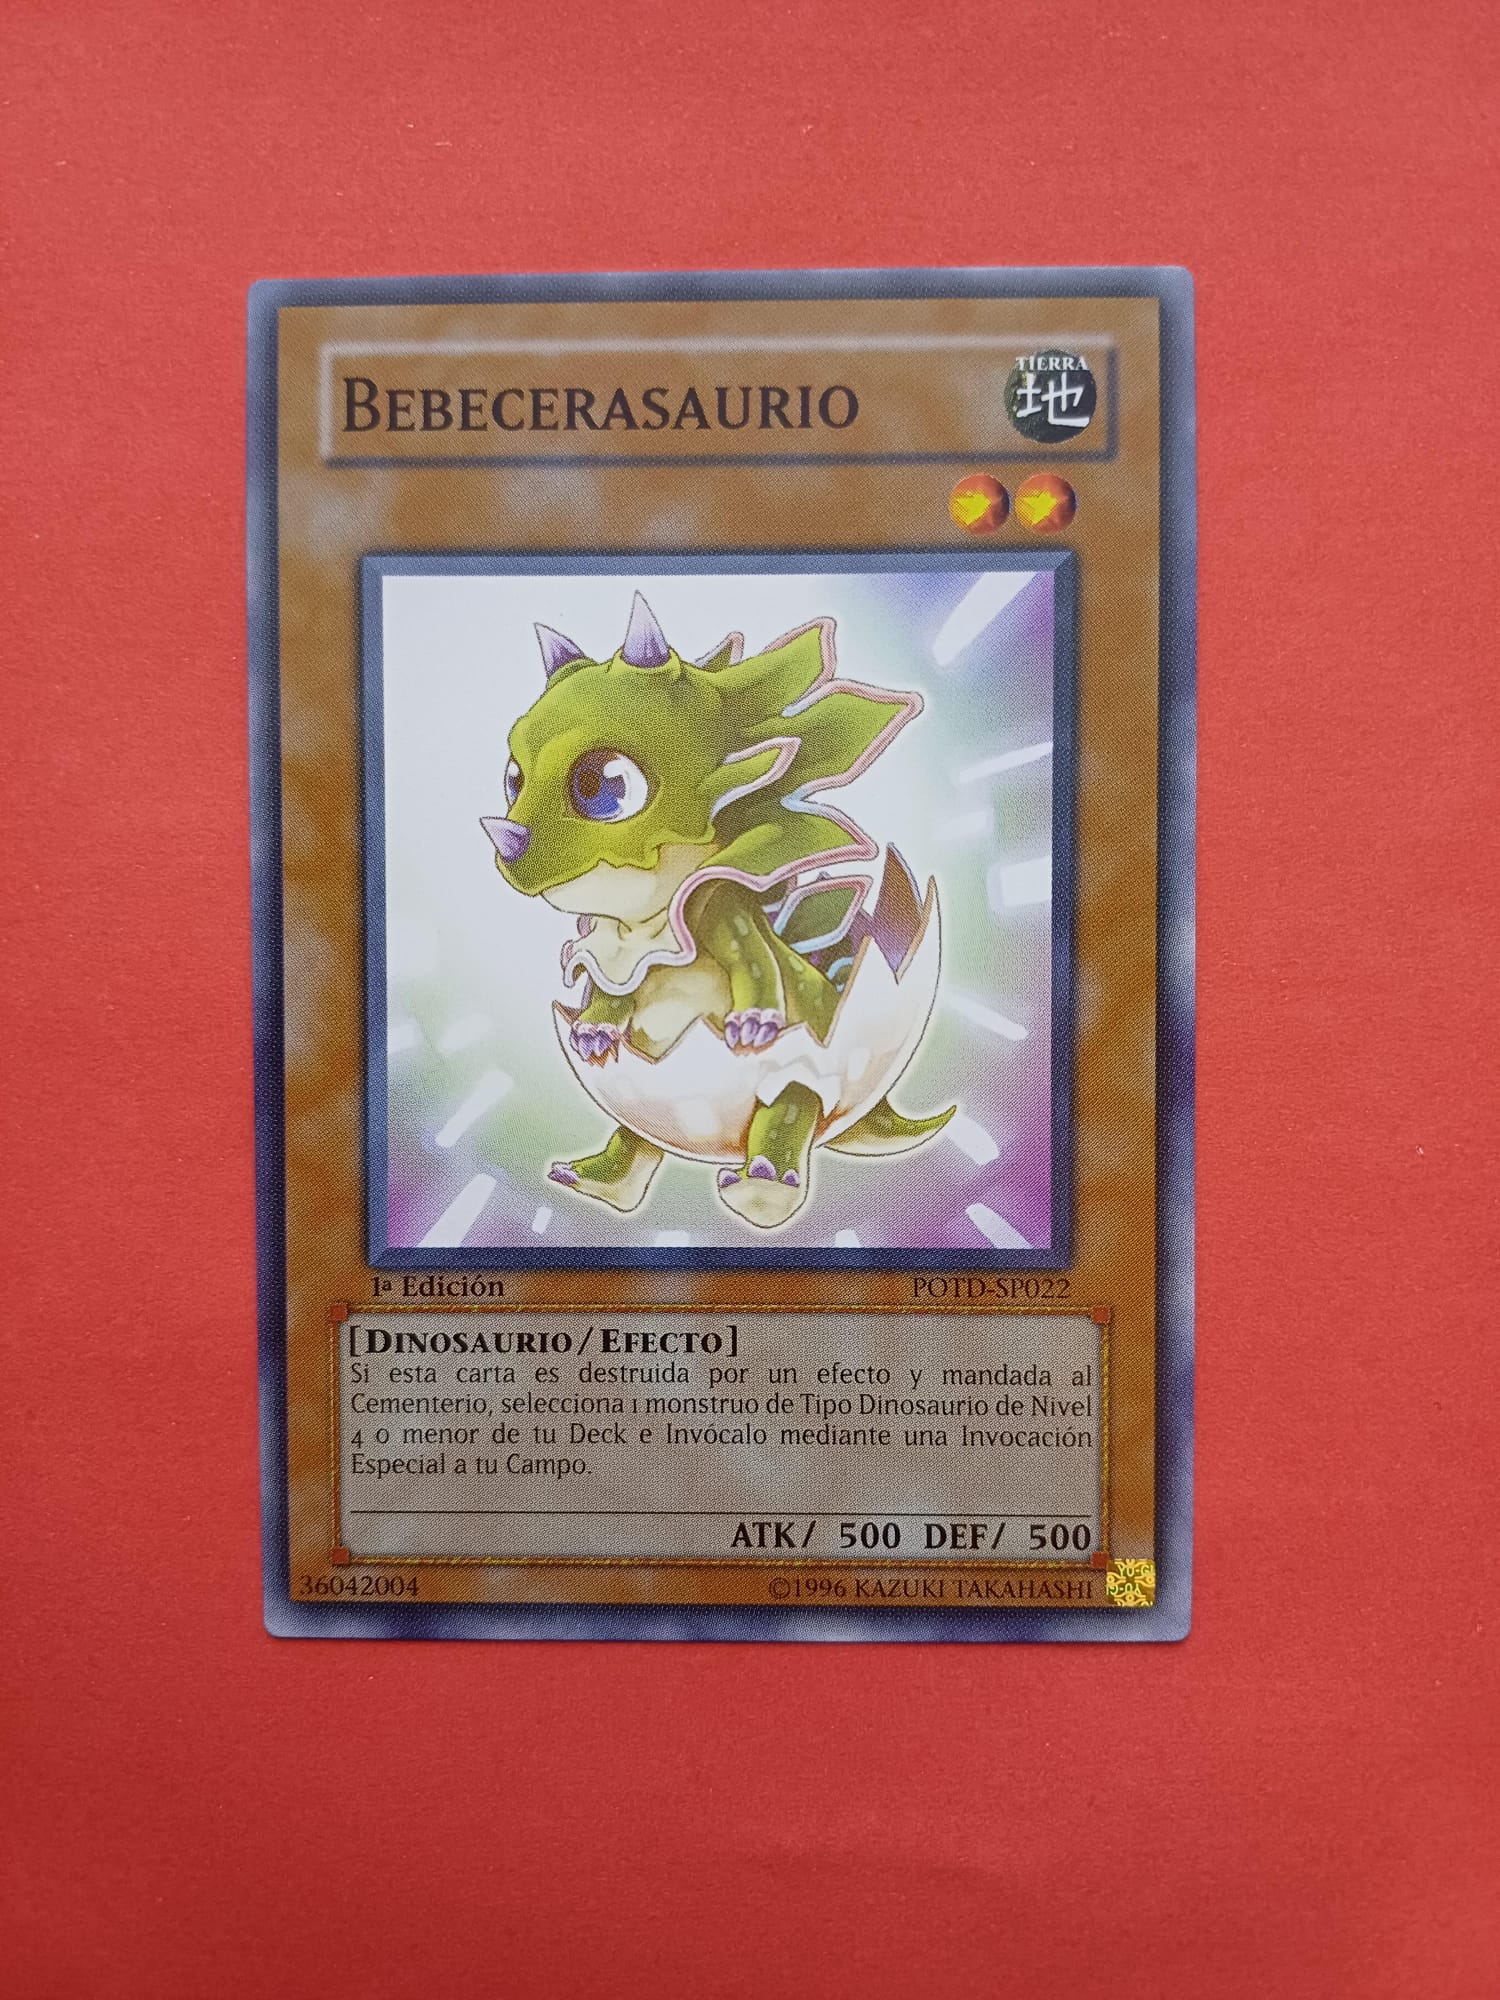 BEBECERASAURIO
TIERRA
地
1ª Edición
POTD-SP022
[DINOSAURIO/EFECTO]
Si esta carta es destruida por un efecto y mandada al
Cementerio, selecciona 1 monstruo de Tipo Dinosaurio de Nivel
4 o menor de tu Deck e Invócalo mediante una Invocación
Especial a tu Campo.
ATK/ 500 DEF/ 500
36042004
©1996 KAZUKI TAKAHASHI